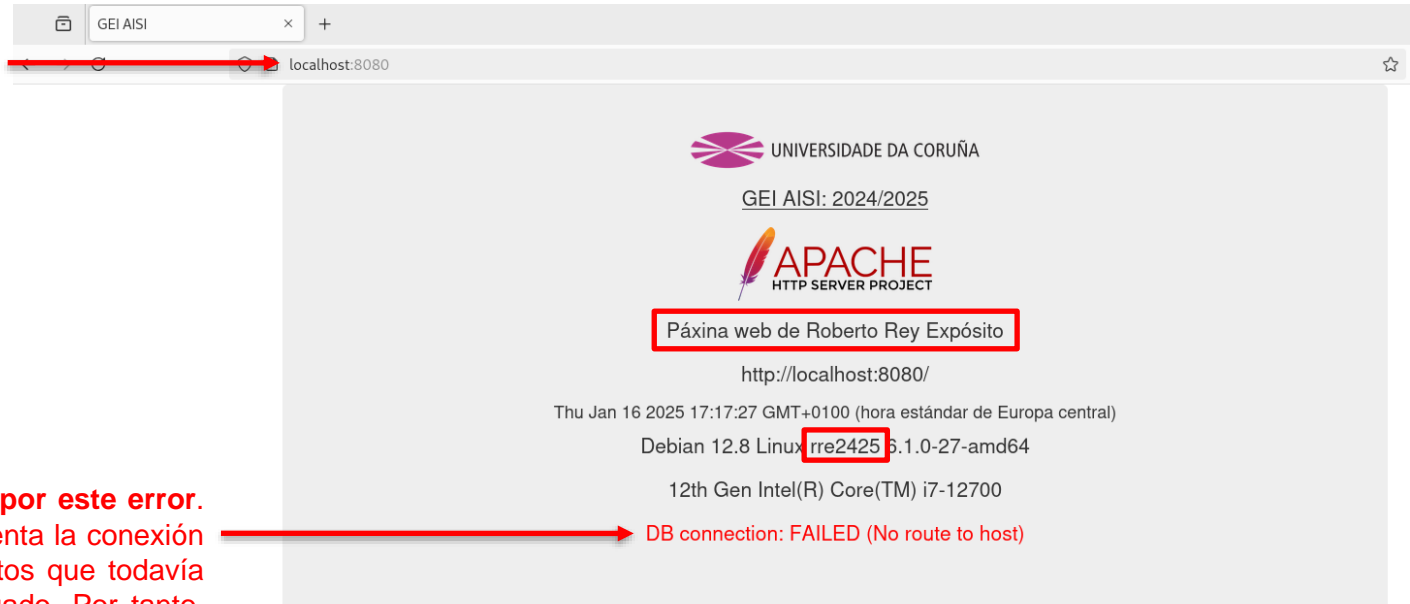 GEI AISI
localhost:8080
UNIVERSIDADE DA CORUÑA
GEI AISI: 2024/2025
APACHE
HTTP SERVER PROJECT
Páxina web de Roberto Rey Expósito
http://localhost:8080/
Thu Jan 16 2025 17:17:27 GMT+0100 (hora estándar de Europa central)
Debian 12.8 Linux rre2425 6.1.0-27-amd64
12th Gen Intel(R) Core(TM) i7-12700
por este error.
la conexión
DB connection: FAILED (No route to host)
que todavía
Por tanto,